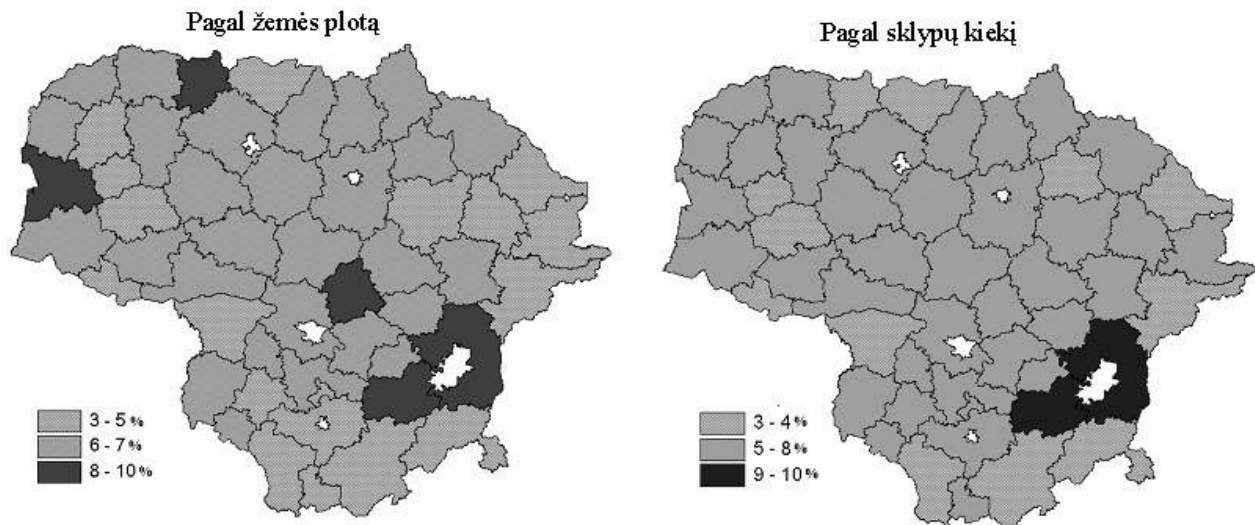 Pagal žemės plotą
3 - 5 %
6 - 7%
8 - 10%
Pagal sklypų kiekį
3 - 4%
5 - 8%
9 - 10%